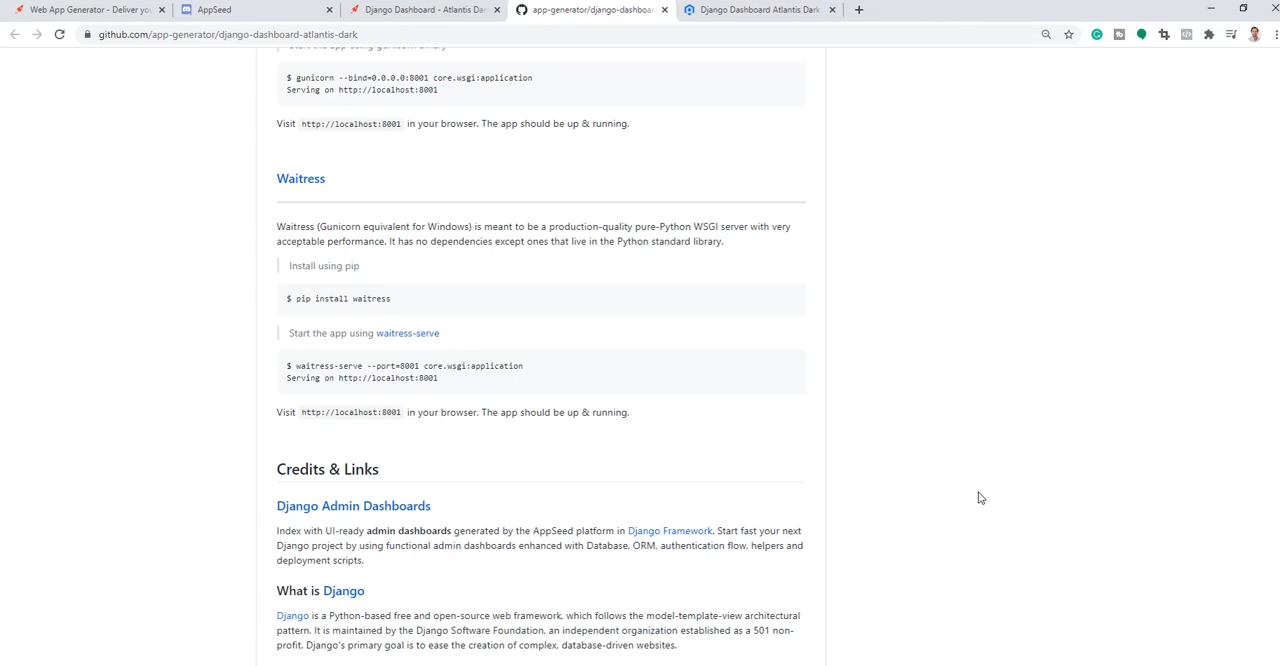 Web App Generator - Deliver you
AppSeed
Django Dashboard - Atlantis Dar
app-generator/django-dashboar
Django Dashboard Atlantis Dark
github.com/app-generator/django-dashboard-atlantis-dark
Start the app using gunicorn binary
$ gunicorn --bind=0.0.0.0:8001 core.wsgi:application
Serving on http://localhost:8001
Visit http://localhost:8001 in your browser. The app should be up & running.
Waitress
Waitress (Gunicorn equivalent for Windows) is meant to be a production-quality pure-Python WSGI server with very
acceptable performance. It has no dependencies except ones that live in the Python standard library.
Install using pip
$ pip install waitress
Start the app using waitress-serve
$ waitress-serve --port=8001 core.wsgi:application
Serving on http://localhost:8001
Visit http://localhost:8001 in your browser. The app should be up & running.
Credits & Links
Django Admin Dashboards
Index with UI-ready admin dashboards generated by the AppSeed platform in Django Framework. Start fast your next
Django project by using functional admin dashboards enhanced with Database, ORM, authentication flow, helpers and
deployment scripts.
What is Django
Django is a Python-based free and open-source web framework, which follows the model-template-view architectural
pattern. It is maintained by the Django Software Foundation, an independent organization established as a 501 non-
profit. Django's primary goal is to ease the creation of complex, database-driven websites.